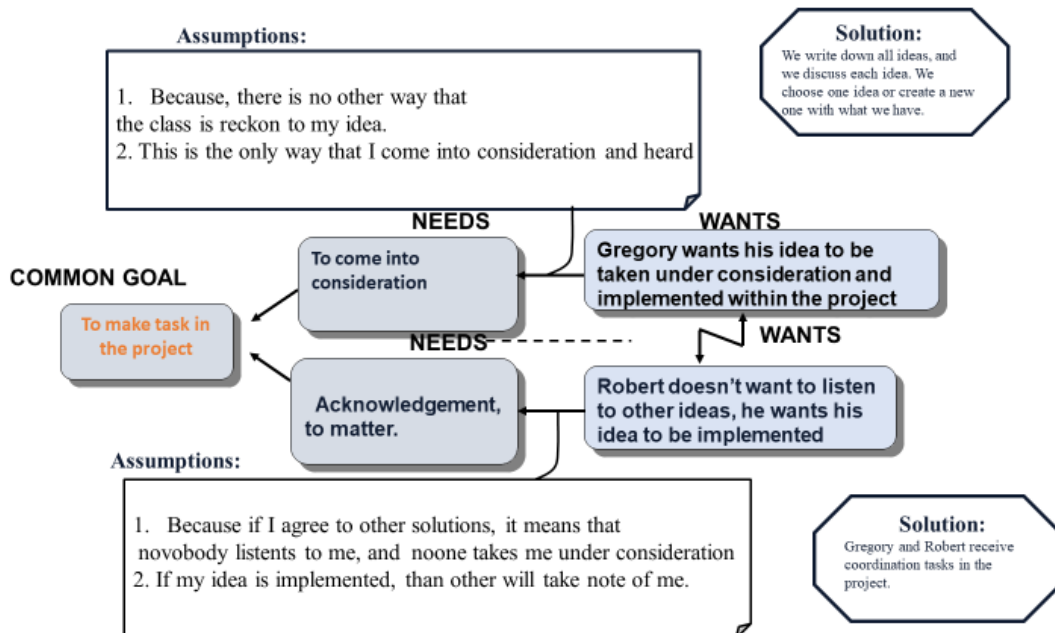 Assumptions:
1. Because, there is no other way that
the class is reckon to my idea.
2. This is the only way that I come into consideration and heard
Solution:
We write down all ideas, and
we discuss each idea. We
choose one idea or create a new
one with what we have.
NEEDS
WANTS
To come into
consideration
Gregory wants his idea to be
taken under consideration and
implemented within the project
COMMON GOAL
To make task in
the project
NEEDS
WANTS
Acknowledgement,
to matter.
Robert doesn't want to listen
to other ideas, he wants his
idea to be implemented
Assumptions:
1. Because if I agree to other solutions, it means that
novobody listents to me, and noone takes me under consideration
2. If my idea is implemented, than other will take note of me.
Solution:
Gregory and Robert receive
coordination tasks in the
project.